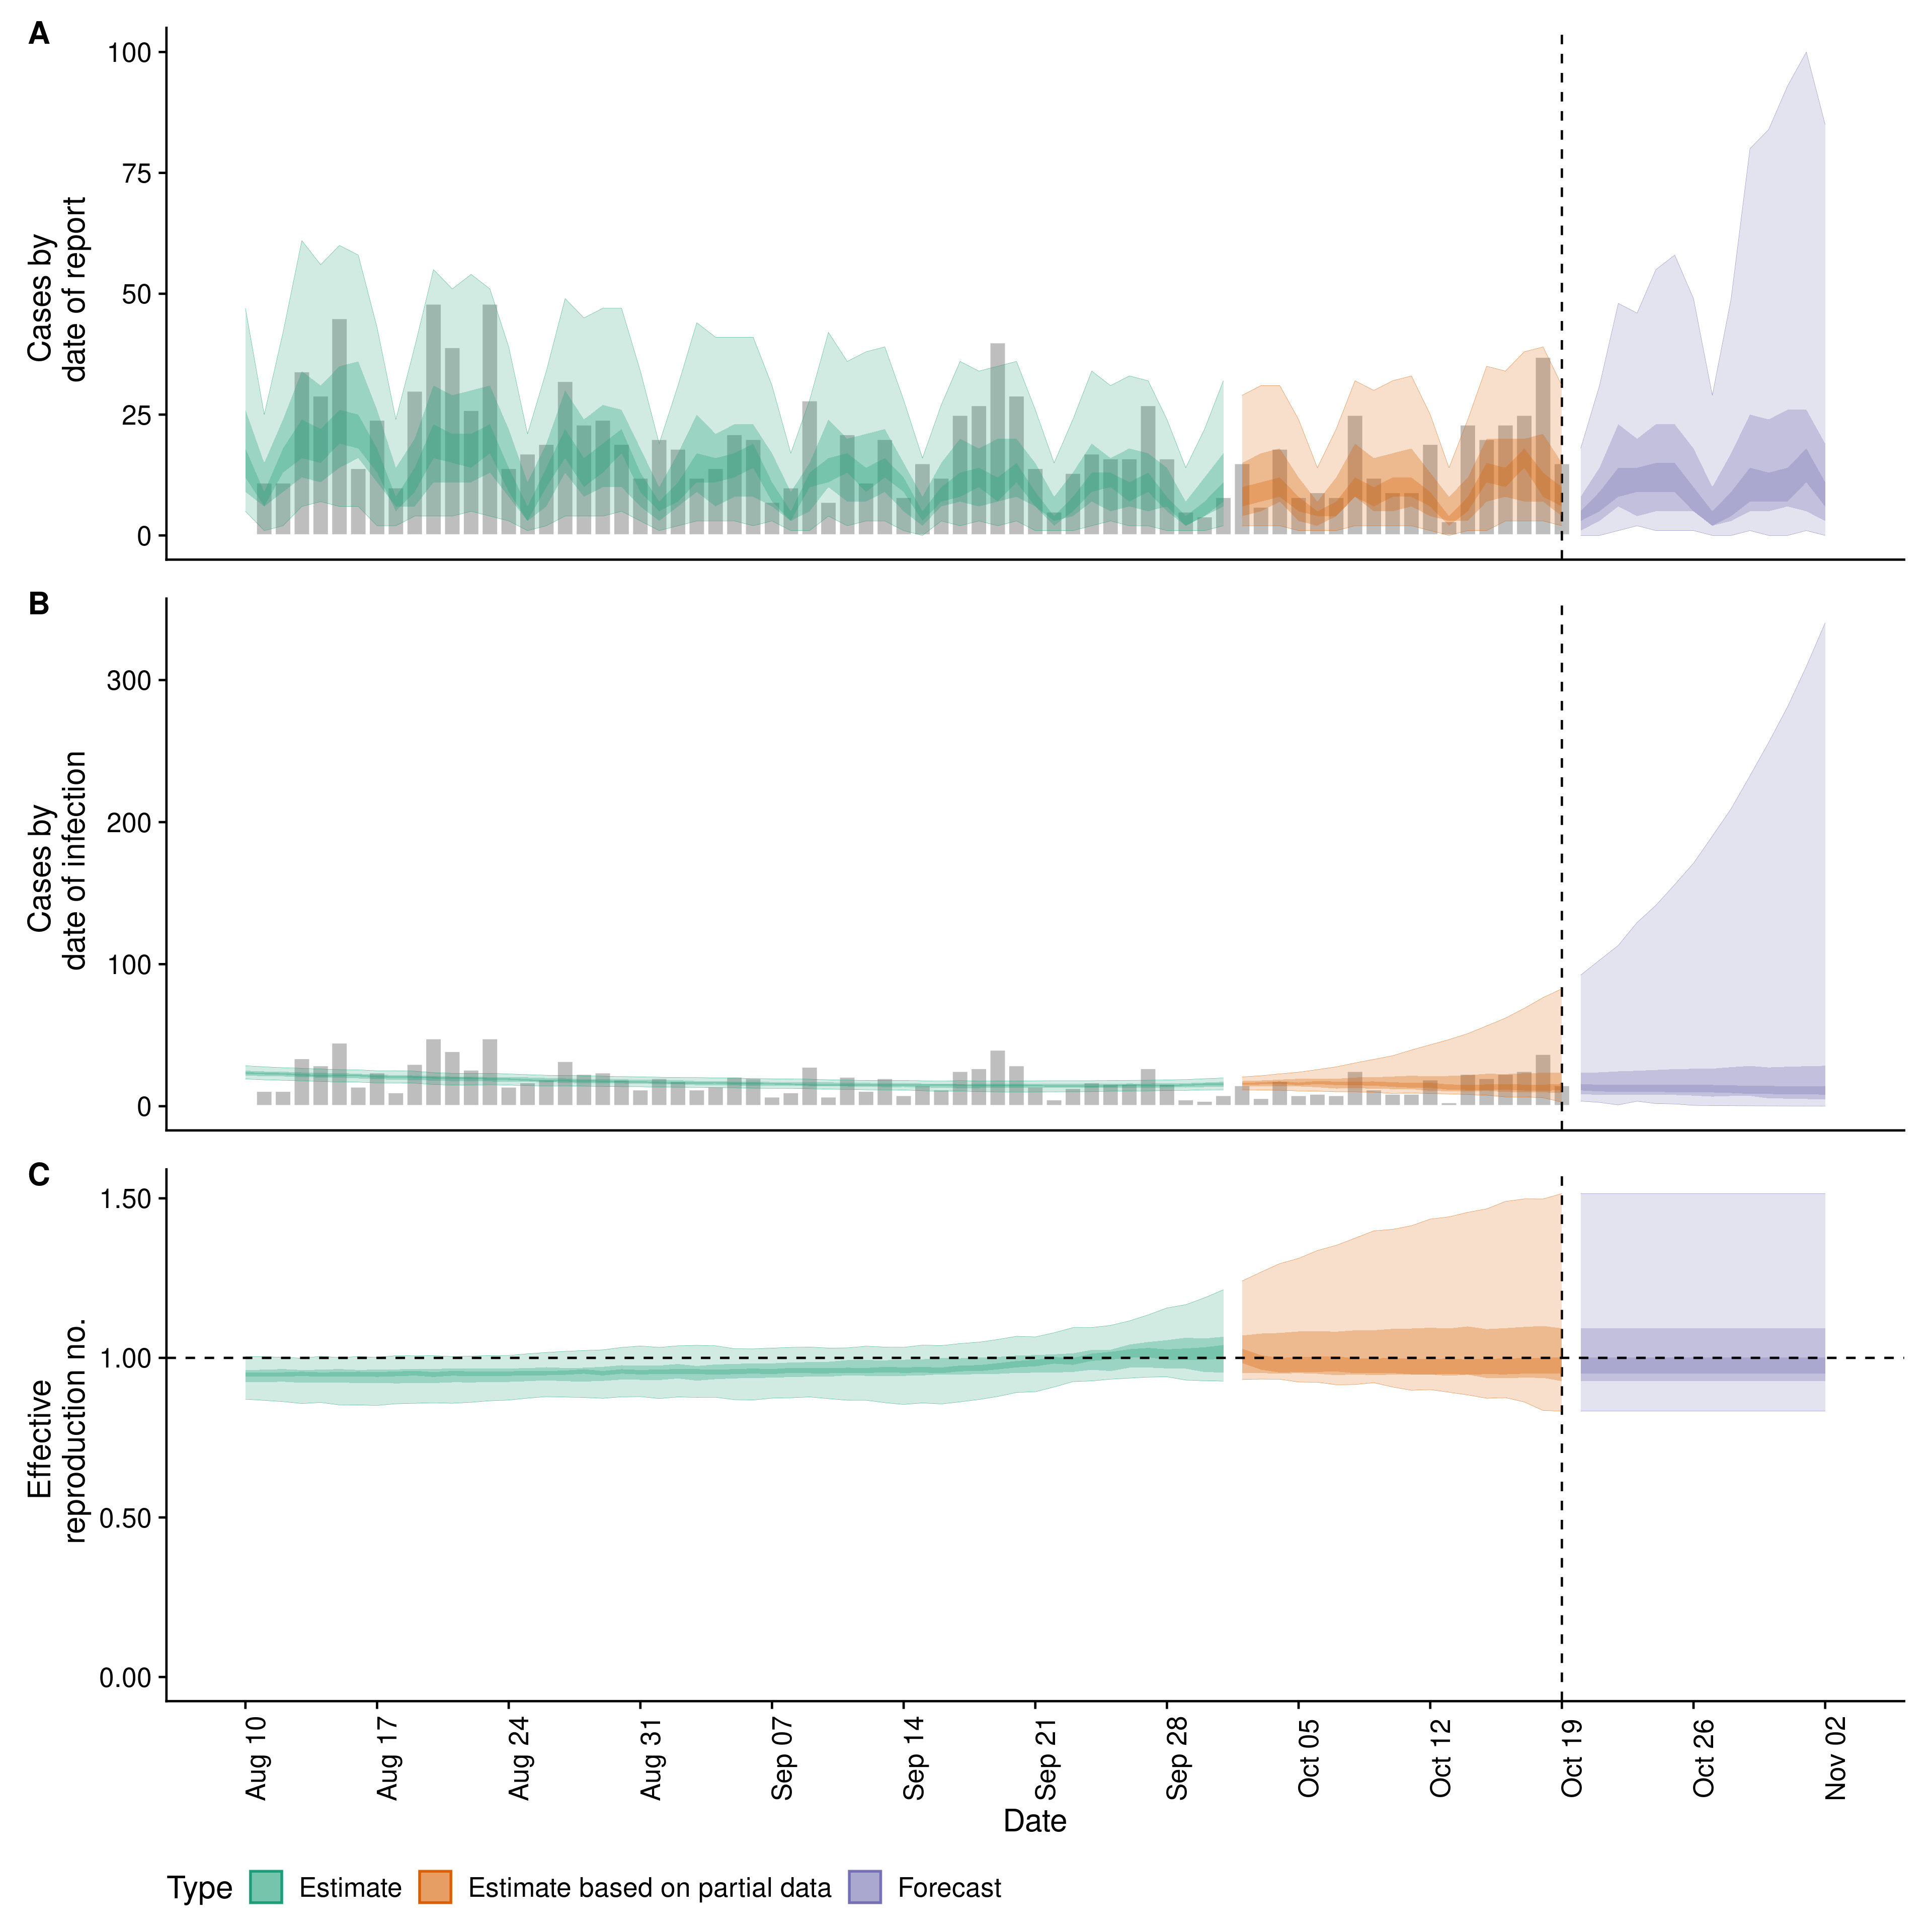 A
100
75
50
25
0
Cases by
date of report
B
300
200
100
0
Cases by
date of infection
C
1.50
1.00
0.50
0.00
Effective
reproduction no.
Aug 10
Aug 17
Aug 24
Aug 31
Sep 07
Sep 14
Sep 21
Sep 28
Oct 05
Oct 12
Oct 19
Oct 26
Nov 02
Date
Type Estimate Estimate based on partial data Forecast